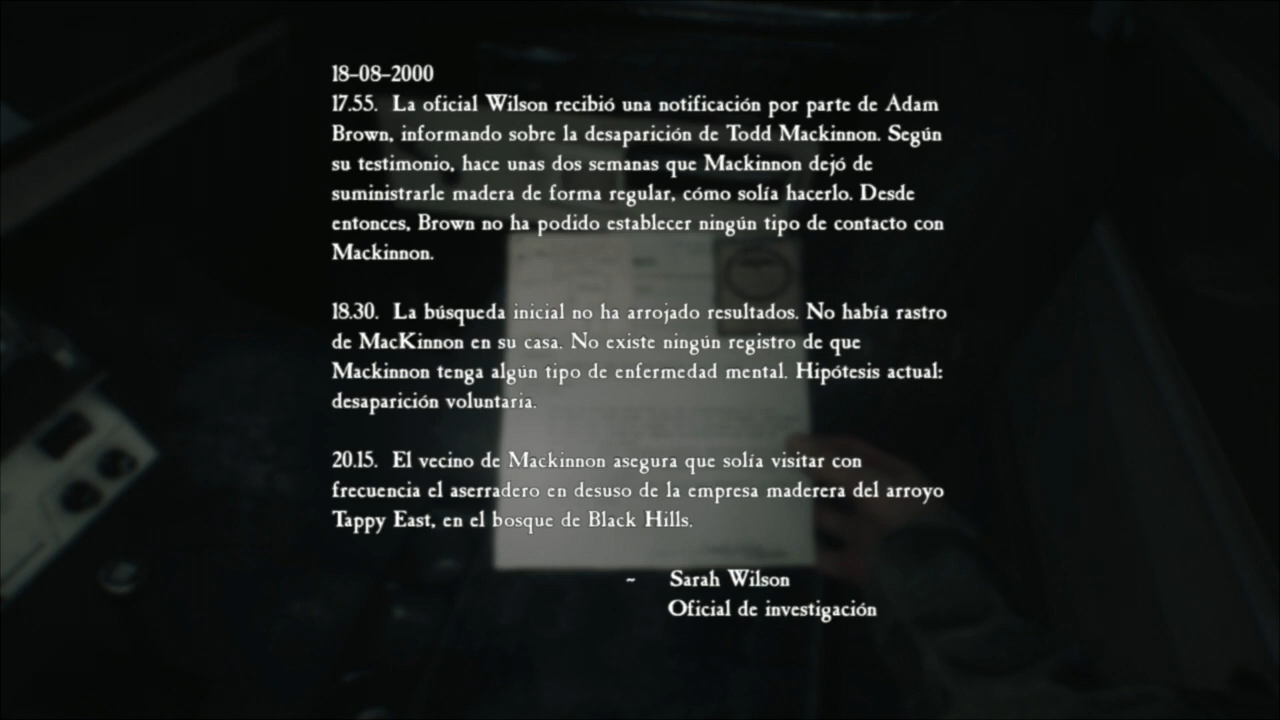 18-08-2000
17.55. La oficial Wilson recibió una notificación por parte de Adam
Brown, informando sobre la desaparición de Todd Mackinnon. Según
su testimonio, hace unas dos semanas que Mackinnon dejó de
suministrarle madera de forma regular, cómo solía hacerlo. Desde
entonces, Brown no ha podido establecer ningún tipo de contacto con
Mackinnon.
18.30. La búsqueda inicial no ha arrojado resultados. No había rastro
de MacKinnon en su casa. No existe ningún registro de que
Mackinnon tenga algún tipo de enfermedad mental. Hipótesis actual:
desaparición voluntaria.
20.15. El vecino de Mackinnon asegura que solía visitar con
frecuencia el aserradero en desuso de la empresa maderera del arroyo
Tappy East, en el bosque de Black Hills.
- Sarah Wilson
Oficial de investigación